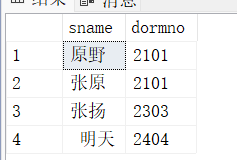 结果 消息
sname dormno
1 原野 2101
2 张原 2101
3 张扬 2303
4 明天 2404